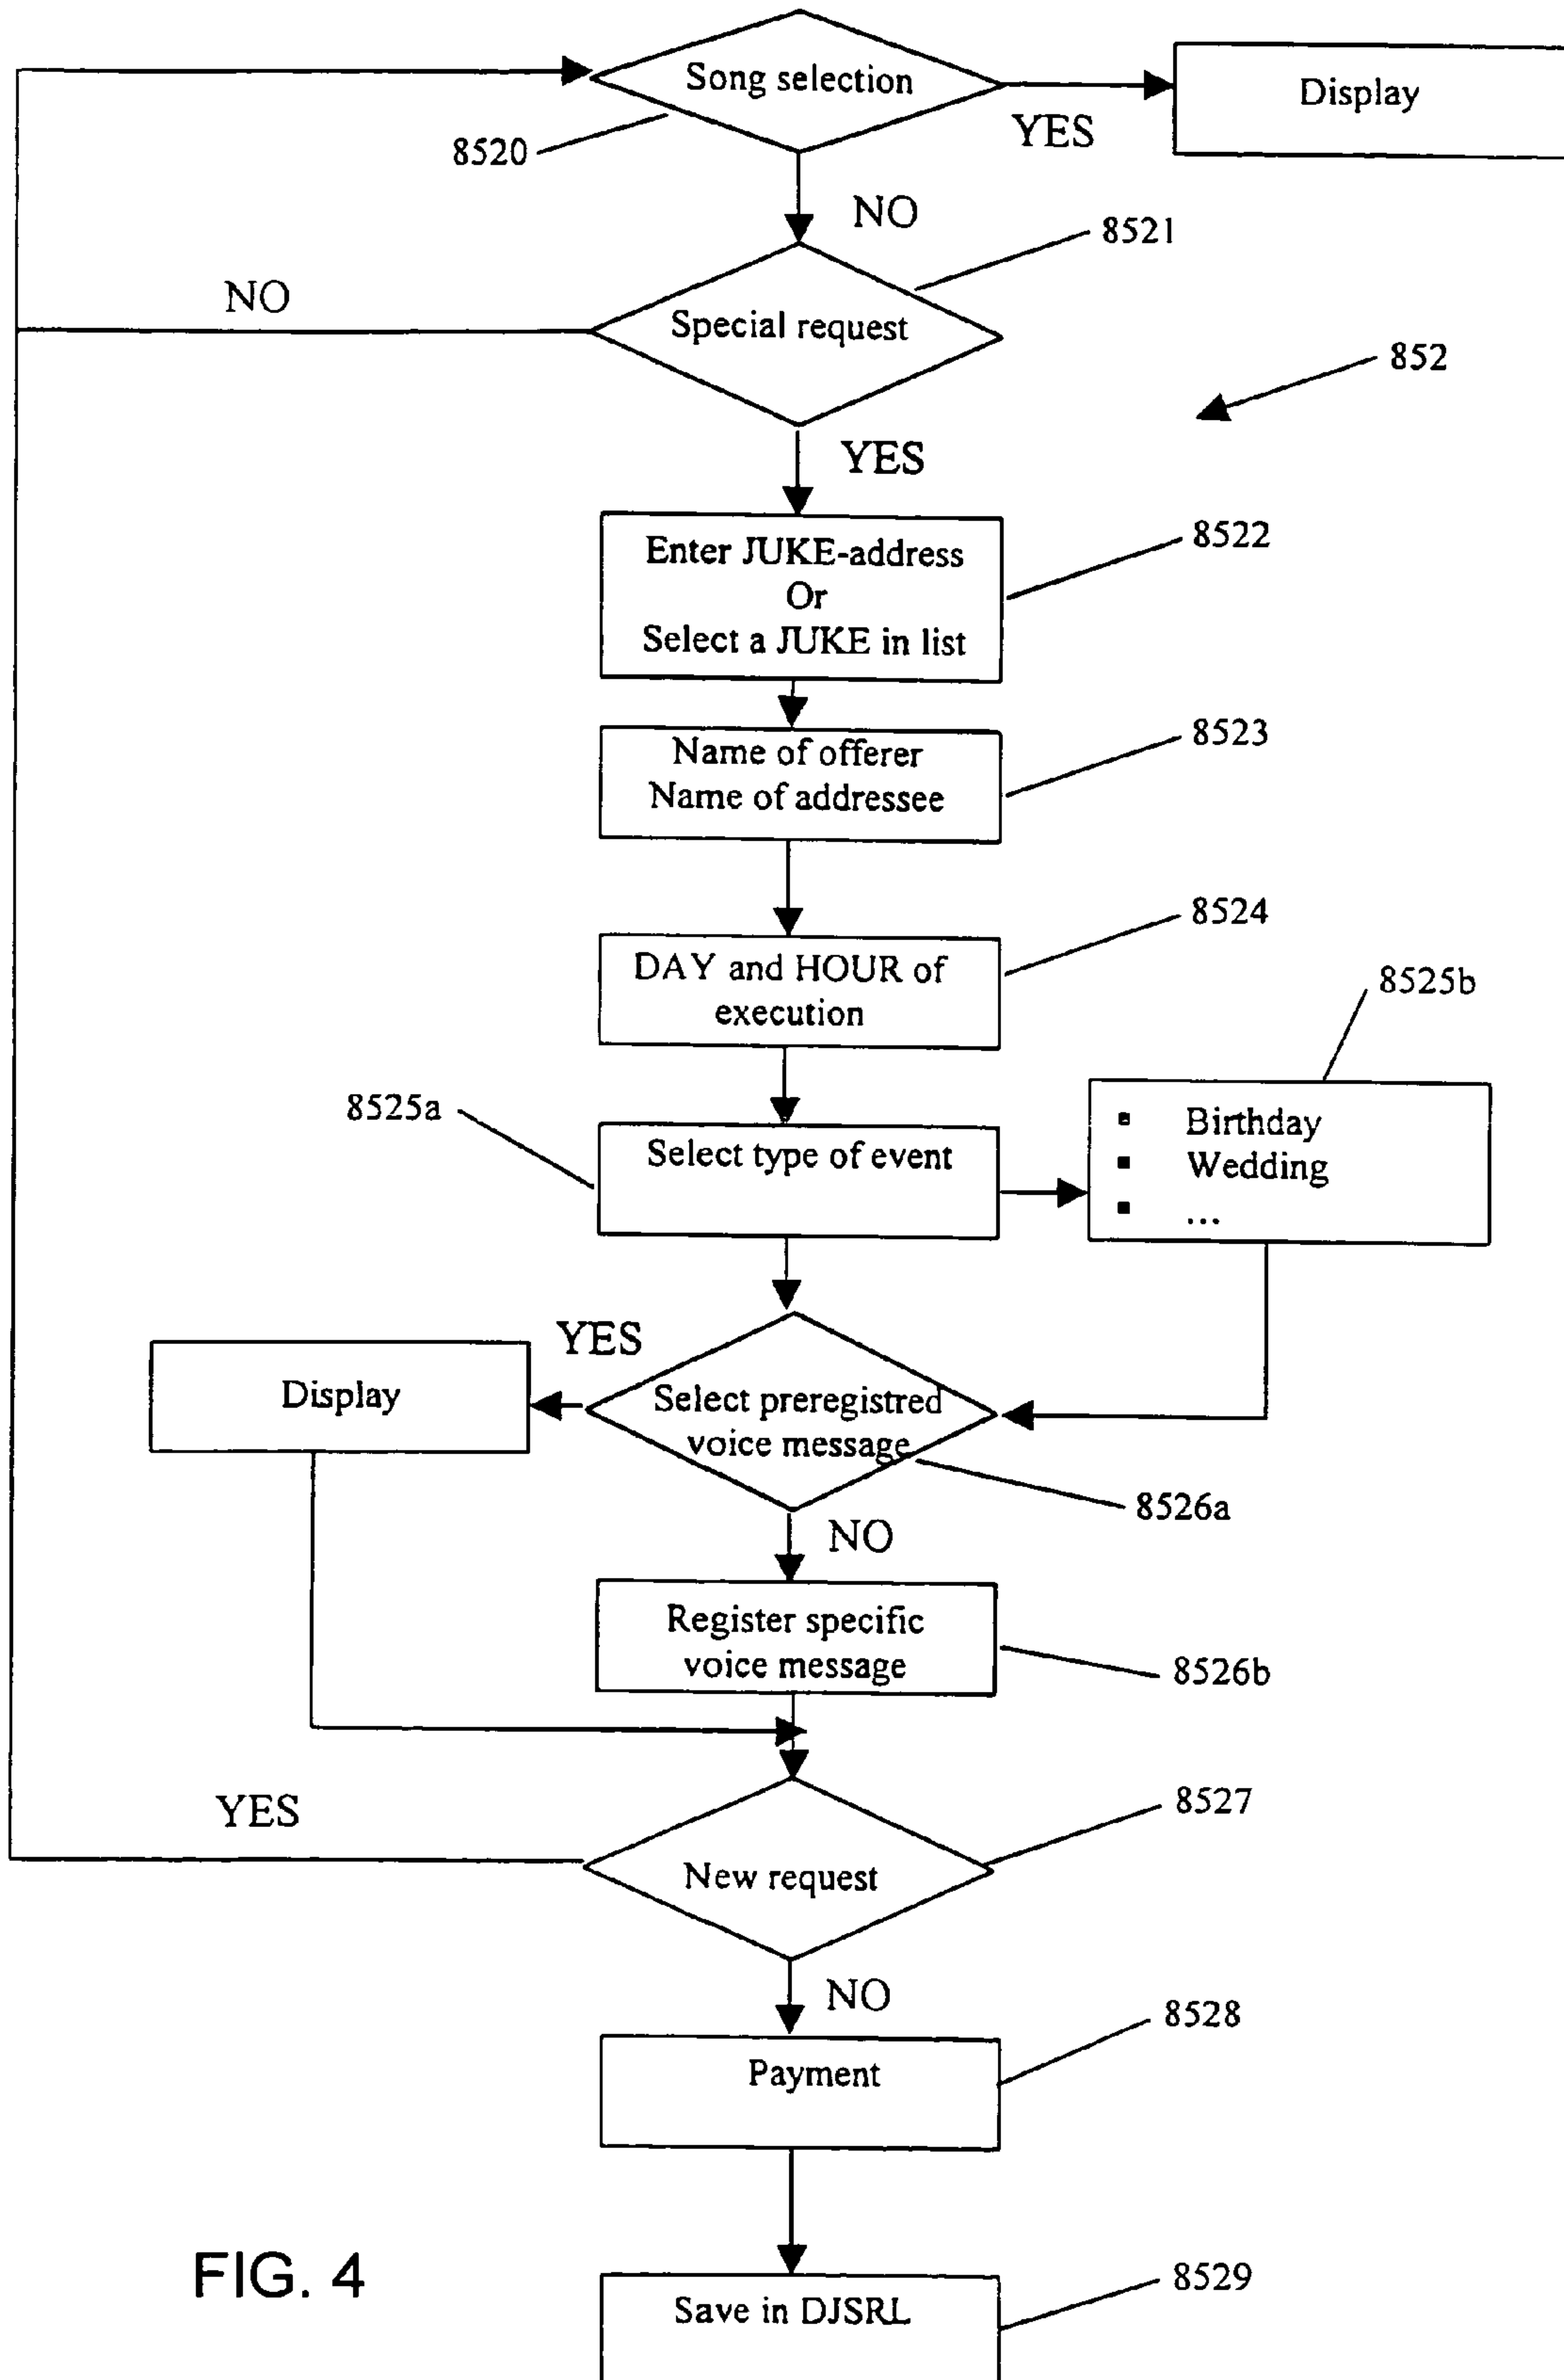 Song selection
Display
YES
8520
NO
8521
NO
Special request
852
YES
8522
Enter JUKE-address
Or
Select a JUKE in list
8523
Name of offerer
Name of addressee
8524
DAY and HOUR of
execution
8525b
8525a
Birthday
Wedding
...
Select type of event
YES
Display
Select preregistred
voice message
8526a
NO
Register specific
voice message
8526b
8527
YES
New request
NO
8528
Payment
FIG. 4
8529
Save in DJSRL